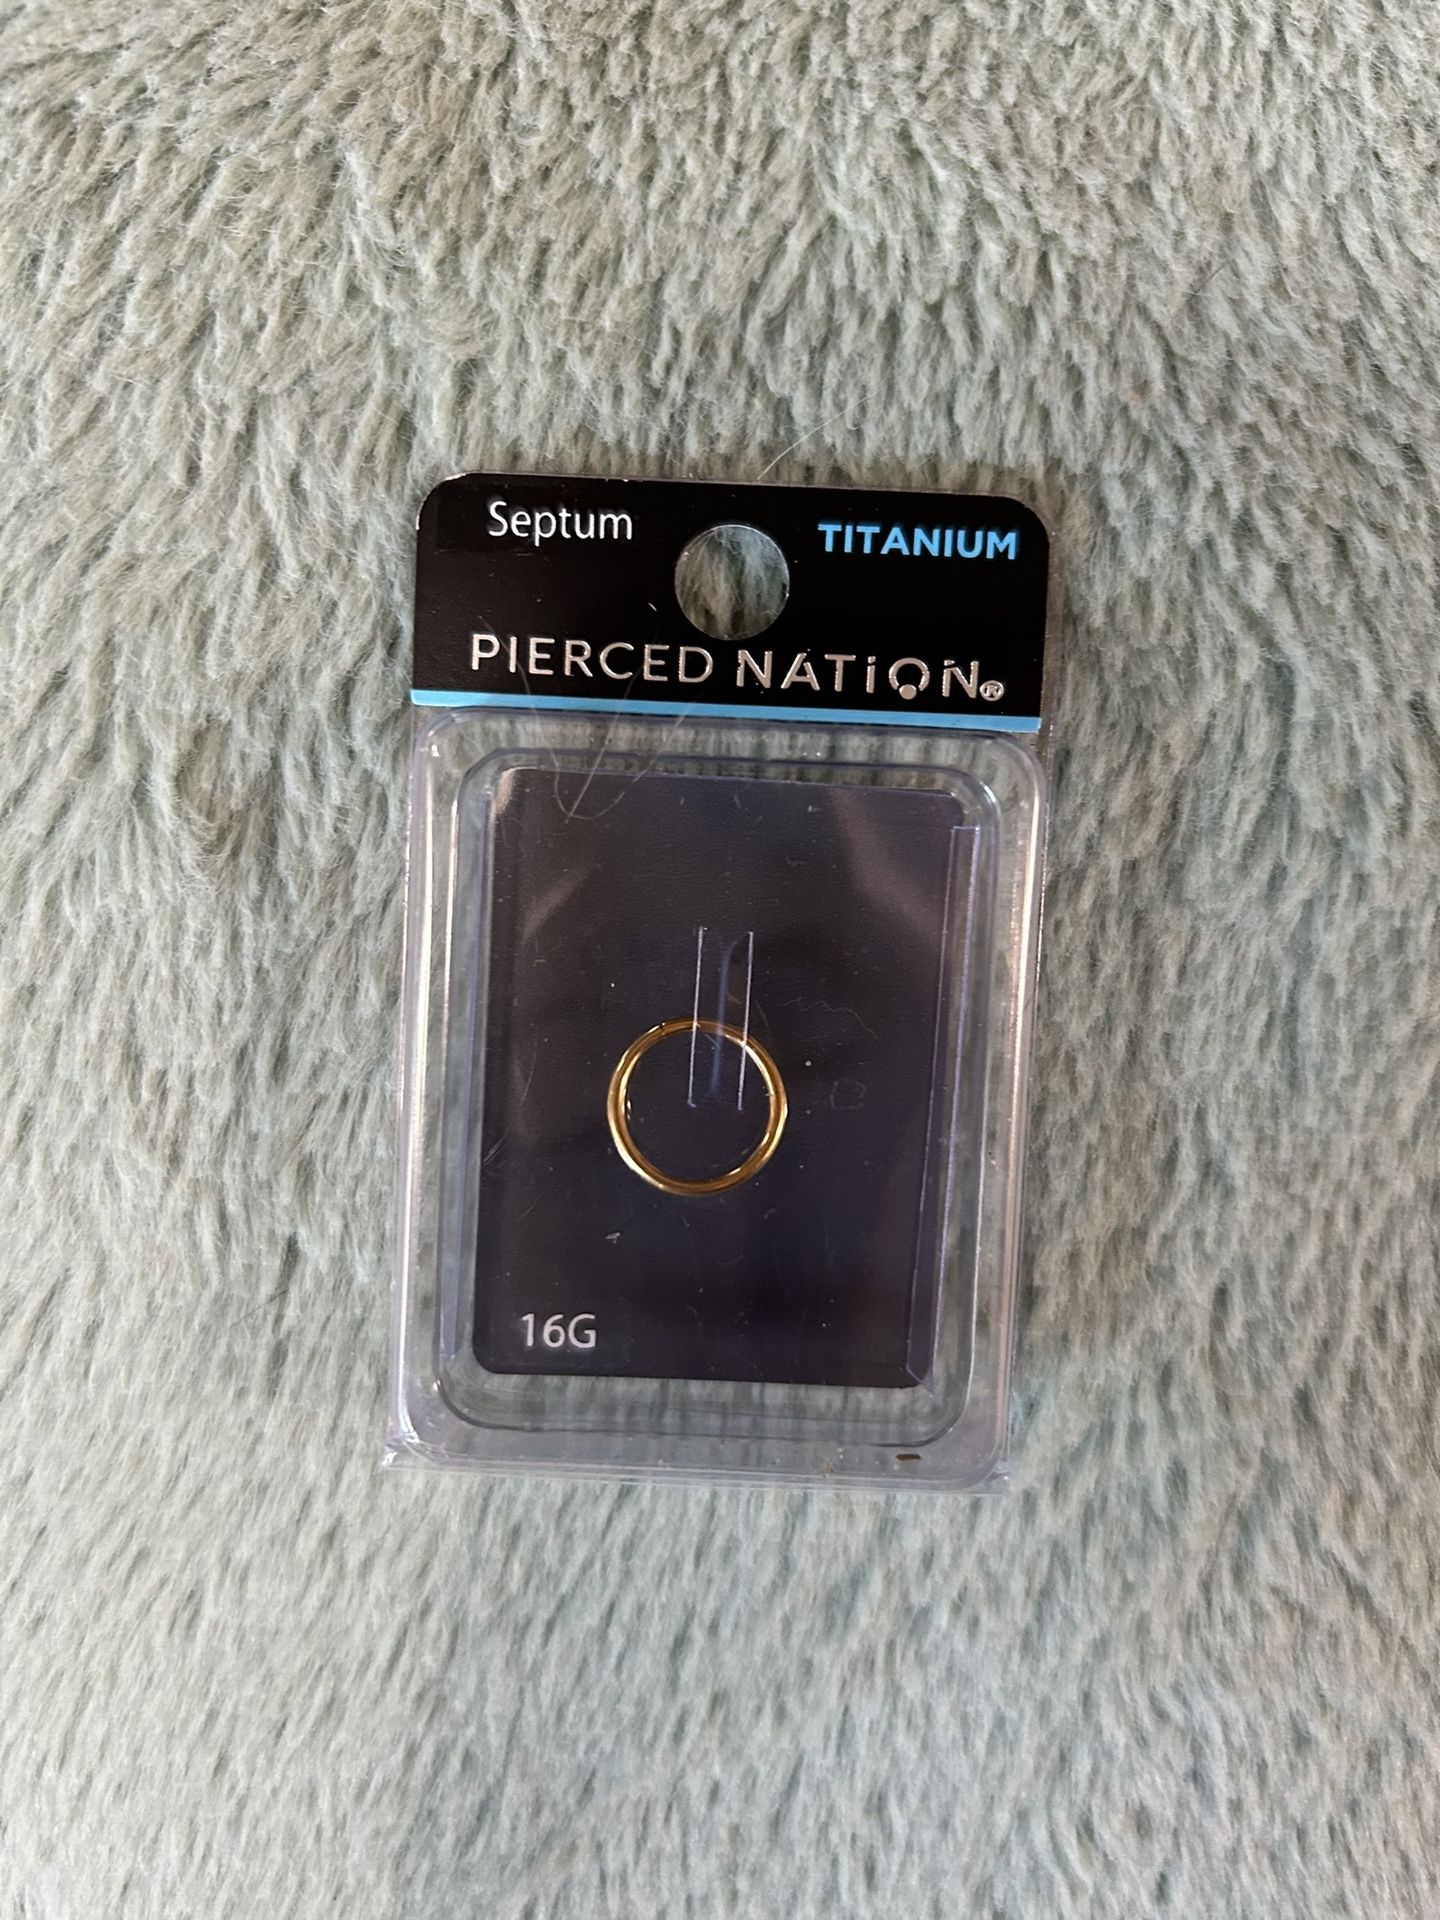 Septum
TITANIUM
PIERCED NATiON®
16G